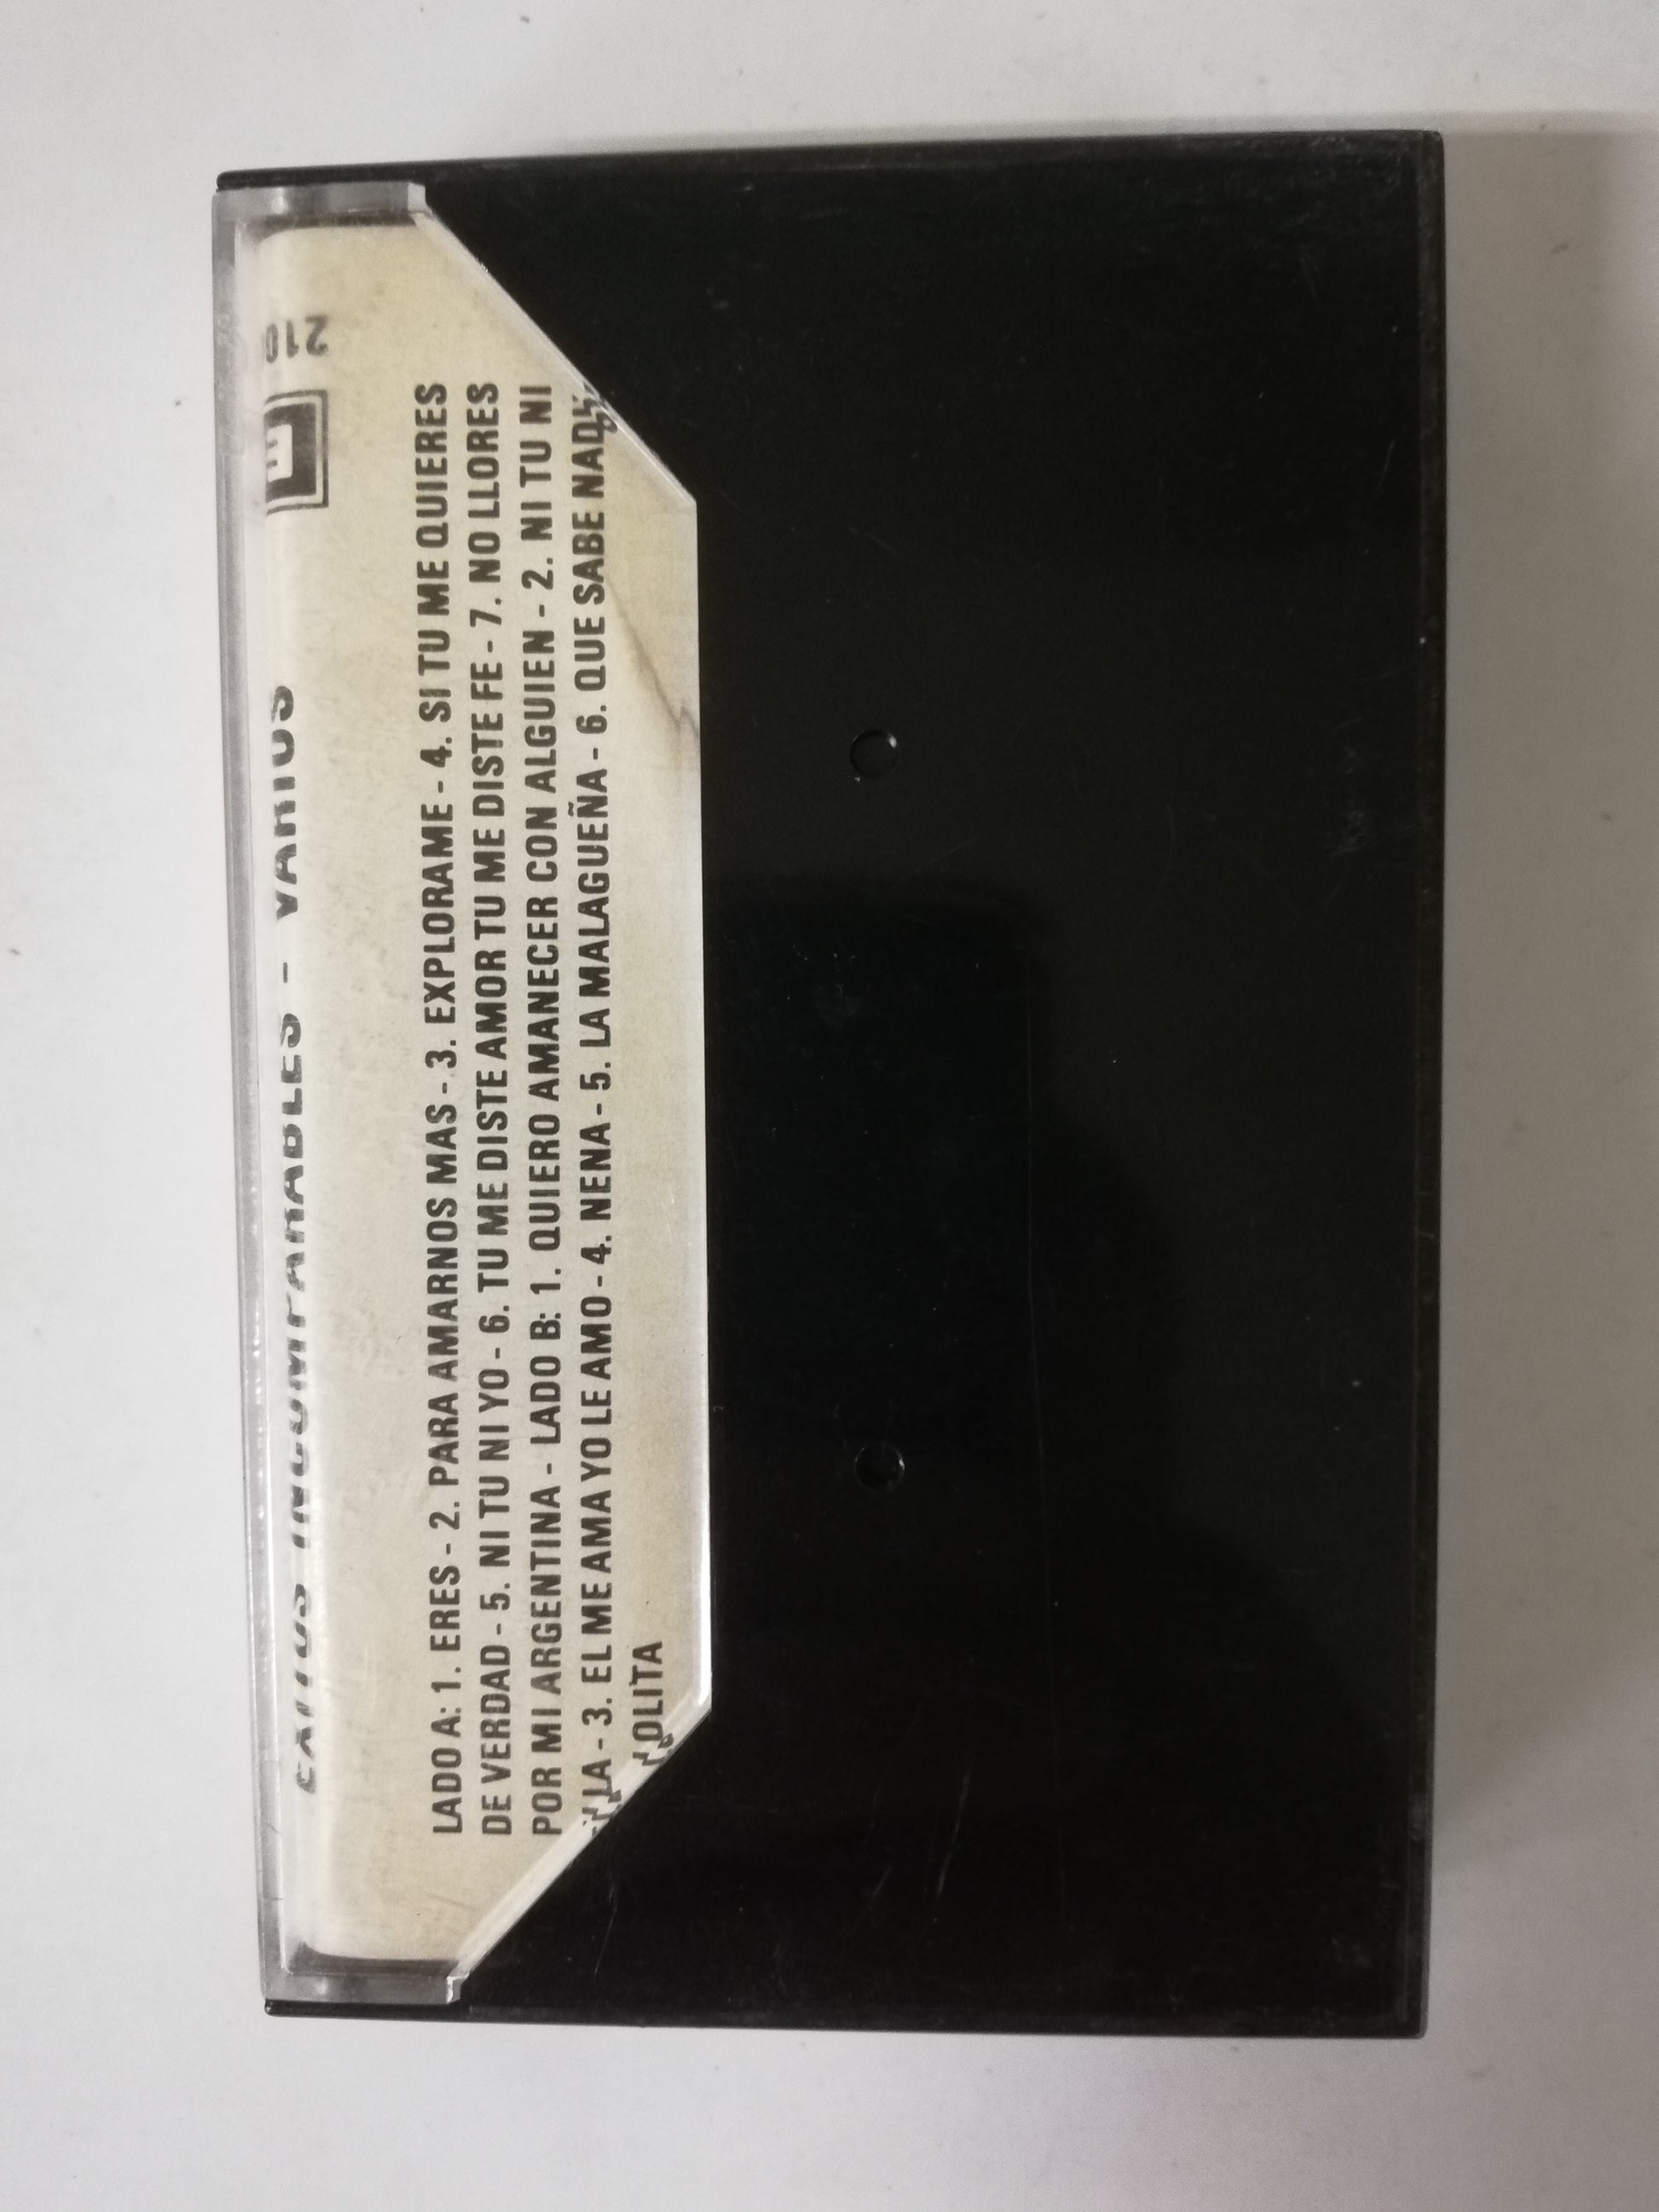 EXITOS INCOMPARABLES - VARIOS
210
LADO A: 1. ERES - 2. PARA AMARNOS MAS - 3. EXPLORAME - 4. SI TU ME QUIERES
DE VERDAD - 5. NI TU NI YO - 6. TU ME DISTE AMOR TU ME DISTE FE - 7. NO LLORES
POR MI ARGENTINA - LADO B: 1. QUIERO AMANECER CON ALGUIEN - 2. NI TU NI
LA - 3. EL ME AMA YO LE AMO - 4. NENA - 5. LA MALAGUEÑA - 6. QUE SABE NADIE